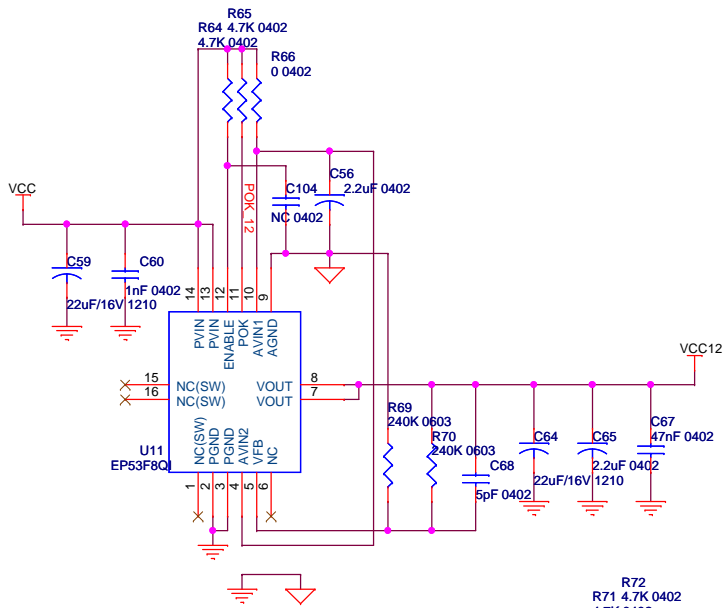 R65
R64 4.7K 0402
4.7K 0402
R66
0 0402
C56
2.2uF 0402
C104
NC 0402
POK_12
VCC
C59
22uF/16V 1210
C60
1nF 0402
14
13
12
11
10
9
PVIN
PVIN
ENABLE
POK
AVIN1
AGND
15
16
NC(SW)
NC(SW)
VOUT
VOUT
8
7
VCC12
U11
EP53F8QI
NC(SW)
PGND
PGND
AVIN2
VFB
NC
1
2
3
4
5
6
R69
240K 0603
R70
240K 0603
C68
5pF 0402
C64
22uF/16V 1210
C65
2.2uF 0402
C67
47nF 0402
R72
R71 4.7K 0402